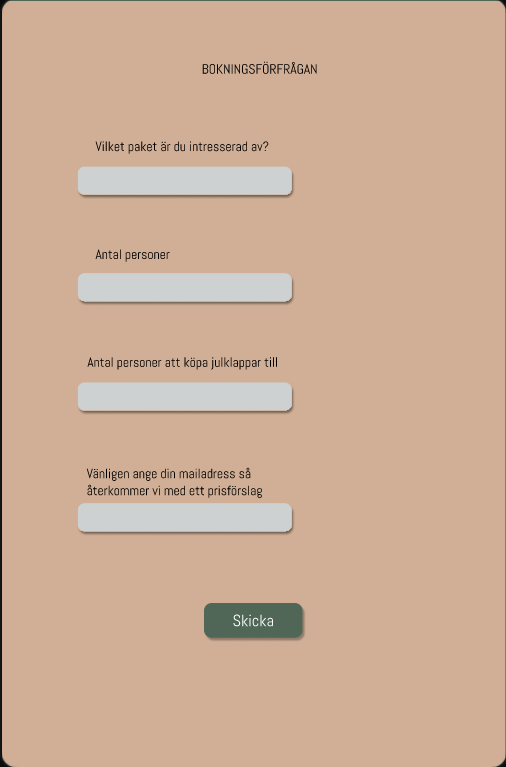 BOKNINGSFÖRFRÅGAN
Vilket paket är du intresserad av?
Antal personer
Antal personer att köpa julklappar till
Vänligen ange din mailadress så
återkommer vi med ett prisförslag
Skicka